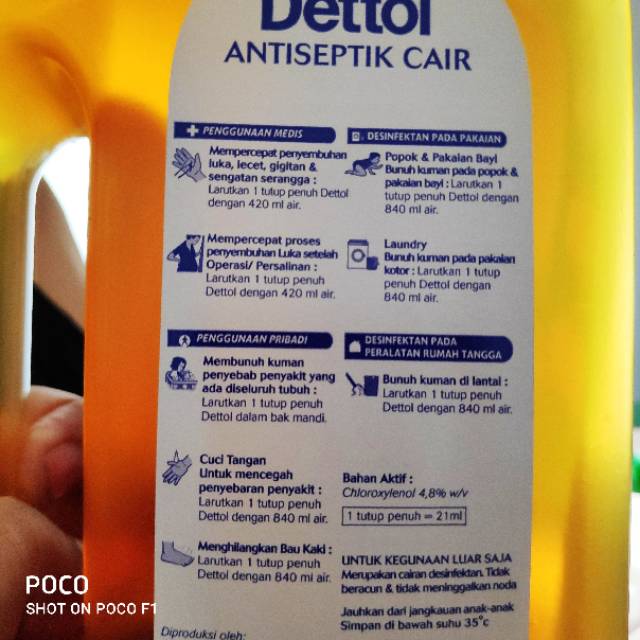 Dettol
ANTISEPTIK CAIR
PENGGUNAAN MEDIS
Mempercepat penyembuhan
luka, lecet, gigitan &
sengatan serangga :
Larutkan 1 tutup penuh Dettol
dengan 420 ml air.
Mempercepat proses
penyembuhan Luka setelah
Operasi/ Persalinan :
Larutkan 1 tutup penuh
Dettol dengan 420 ml air.
DESINFEKTAN PADA PAKAIAN
Popok & Pakaian Bayi
Bunuh kuman pada popok &
pakaian bayi : Larutkan 1
tutup penuh Dettol dengan
840 ml air.
Laundry
Bunuh kuman pada pakaian
kotor : Larutkan 1 tutup
penuh Dettol dengan
840 ml air.
PENGGUNAAN PRIBADI
Membunuh kuman
penyebab penyakit yang
ada diseluruh tubuh :
Larutkan 1 tutup penuh
Dettol dalam bak mandi.
Cuci Tangan
Untuk mencegah
penyebaran penyakit :
Larutkan 1 tutup penuh
Dettol dengan 840 ml air.
Menghilangkan Bau Kaki :
Larutkan 1 tutup penuh
Dettol dengan 840 ml air.
DESINFEKTAN PADA
PERALATAN RUMAH TANGGA
Bunuh kuman di lantai :
Larutkan 1 tutup penuh
Dettol dengan 840 ml air.
Bahan Aktif :
Chloroxylenol 4,8% w/v
1 tutup penuh = 21ml
UNTUK KEGUNAAN LUAR SAJA
Merupakan cairan desinfektan. Tidak
beracun & tidak meninggalkan noda
Jauhkan dari jangkauan anak-anak
Simpan di bawah suhu 35°c
Diproduksi oleh:
POCO
SHOT ON POCO F1